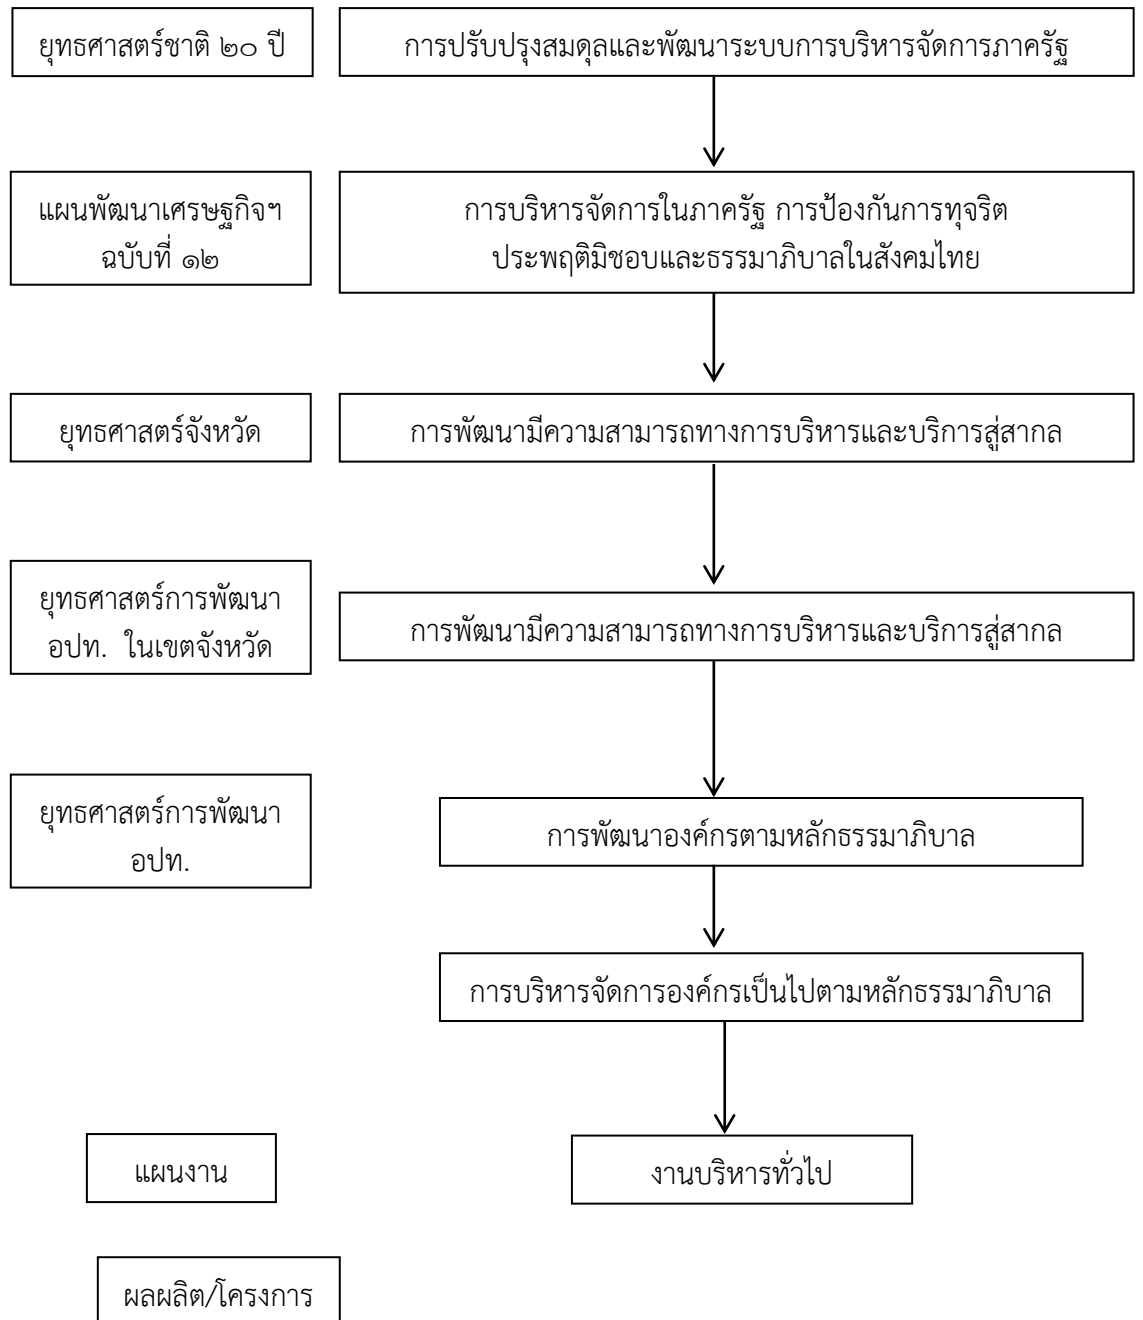 ยุทธศาสตร์ชาติ ๒๐ ปี
การปรับปรุงสมดุลและพัฒนาระบบการบริหารจัดการภาครัฐ
แผนพัฒนาเศรษฐกิจฯ
ฉบับที่ ๑๒
การบริหารจัดการในภาครัฐ การป้องกันการทุจริต
ประพฤติมิชอบและธรรมาภิบาลในสังคมไทย
ยุทธศาสตร์จังหวัด
การพัฒนามีความสามารถทางการบริหารและบริการสู่สากล
ยุทธศาสตร์การพัฒนา
อปท. ในเขตจังหวัด
การพัฒนามีความสามารถทางการบริหารและบริการสู่สากล
ยุทธศาสตร์การพัฒนา
อปท.
การพัฒนาองค์กรตามหลักธรรมาภิบาล
การบริหารจัดการองค์กรเป็นไปตามหลักธรรมาภิบาล
แผนงาน
งานบริหารทั่วไป
ผลผลิต/โครงการ